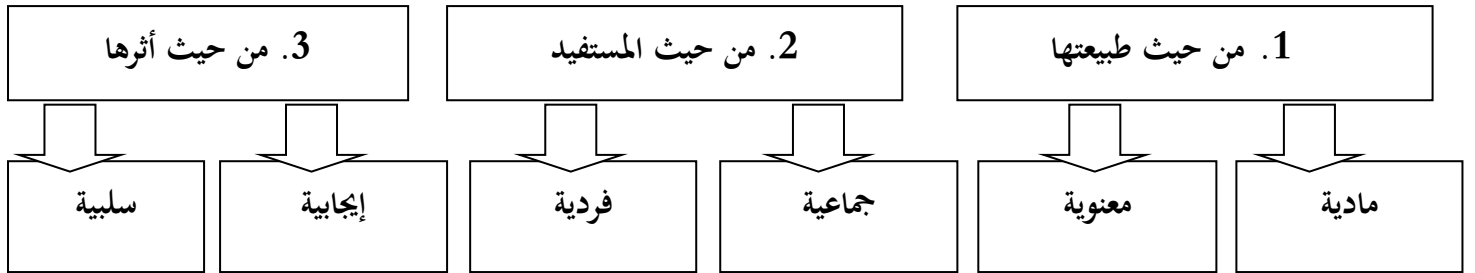 1. من حيث طبيعتها
2. من حيث المستفيد
3. من حيث أثرها
مادية
معنوية
جماعية
فردية
إيجابية
سلبية